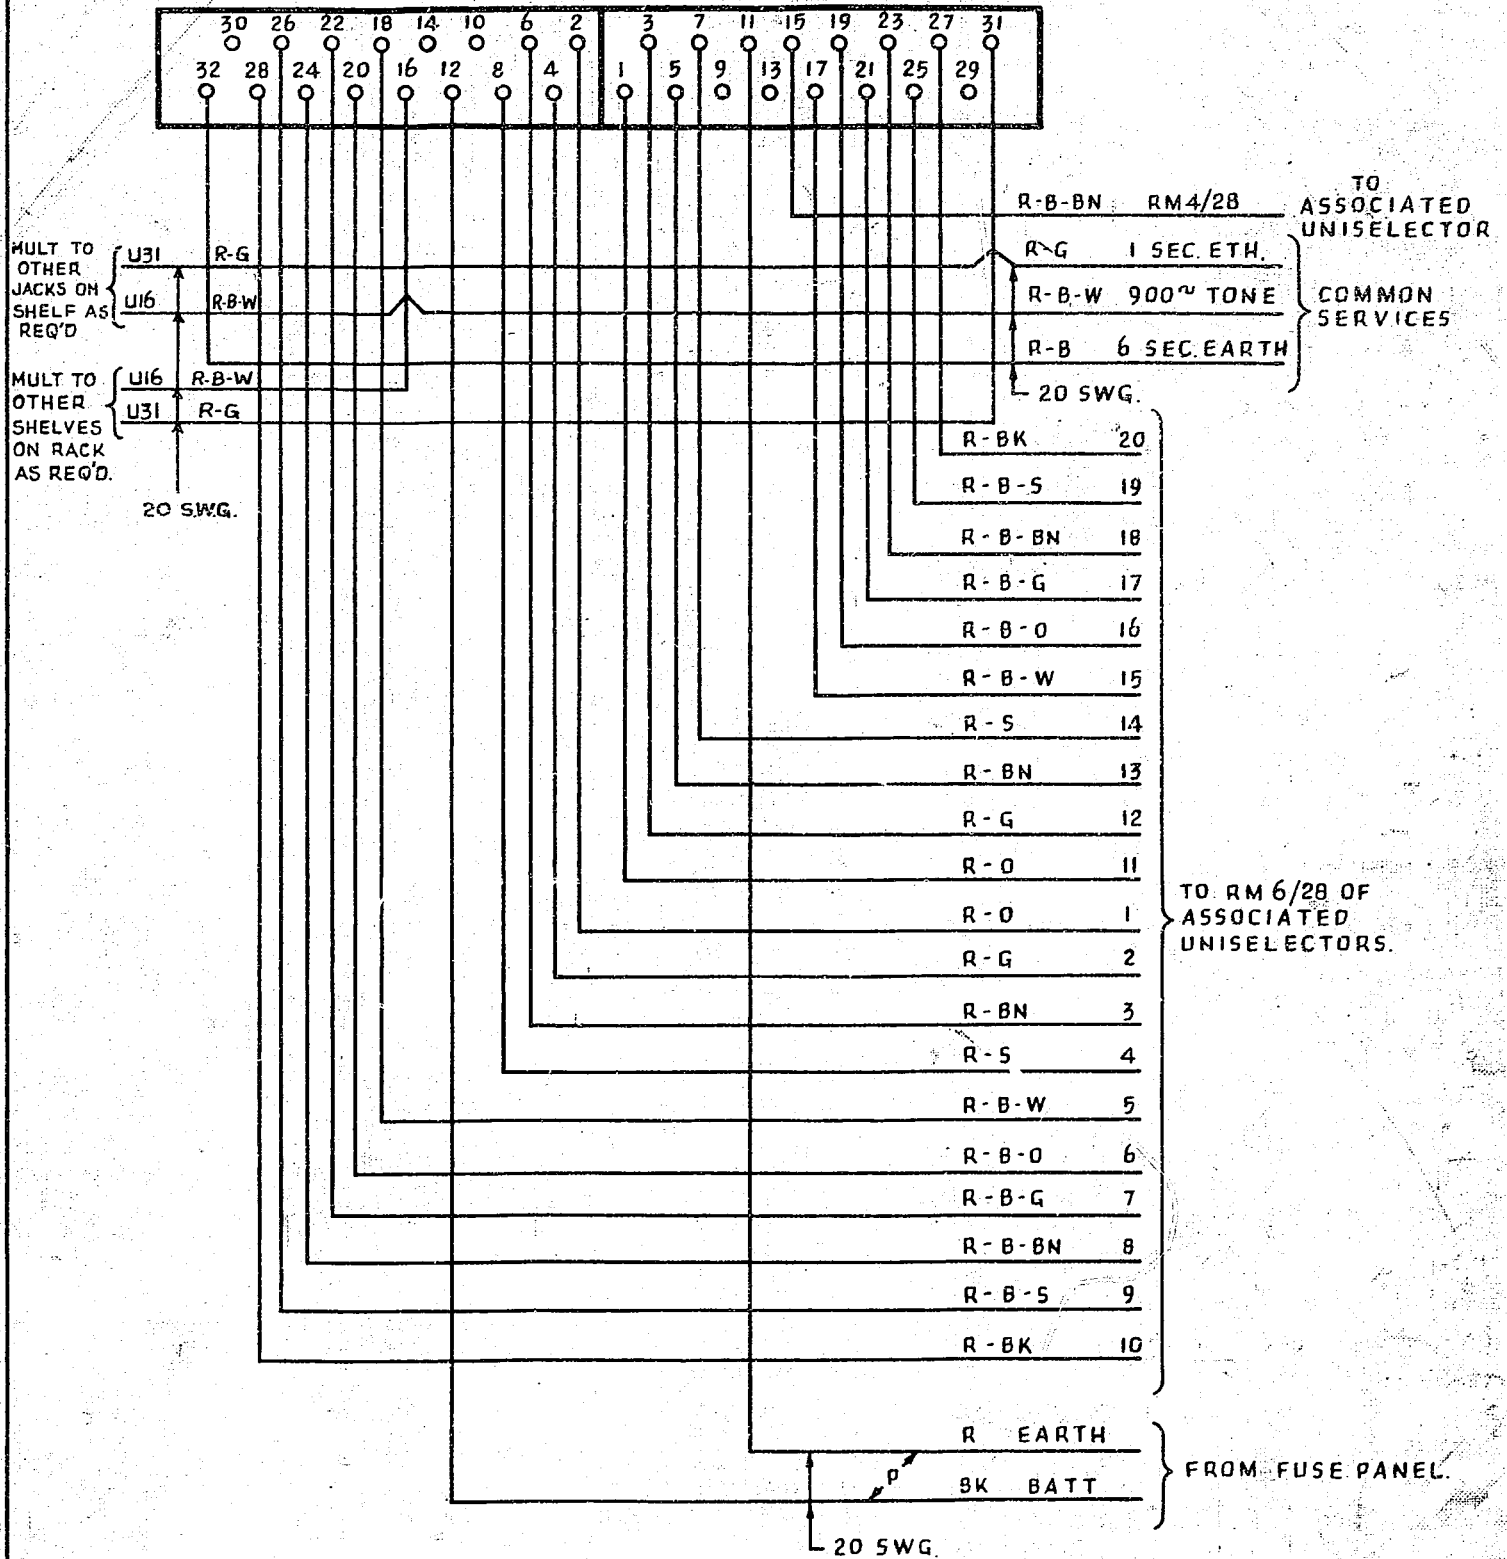 30 26 22 18 14 10 6 2 3 7 11 15 19 23 27 31
32 28 24 20 16 12 8 4 1 5 9 13 17 21 25 29
R-B-BN RM4/28
TO
ASSOCIATED
UNISELECTOR
MULT TO
OTHER
JACKS ON
SHELF AS
REQ'D
U31 R-G
U16 R-B-W
R-G 1 SEC. ETH.
R-B-W 900~ TONE
R-B 6 SEC. EARTH
COMMON
SERVICES
20 SWG.
MULT TO
OTHER
SHELVES
ON RACK
AS REQ'D.
U16 R-B-W
U31 R-G
20 SWG.
R-BK 20
R-B-S 19
R-B-BN 18
R-B-G 17
R-B-O 16
R-B-W 15
R-S 14
R-BN 13
R-G 12
R-O 11
R-O 1
R-G 2
R-BN 3
R-S 4
R-B-W 5
R-B-O 6
R-B-G 7
R-B-BN 8
R-B-S 9
R-BK 10
TO RM 6/28 OF
ASSOCIATED
UNISELECTORS.
R EARTH
P
BK BATT
FROM FUSE PANEL.
20 SWG.